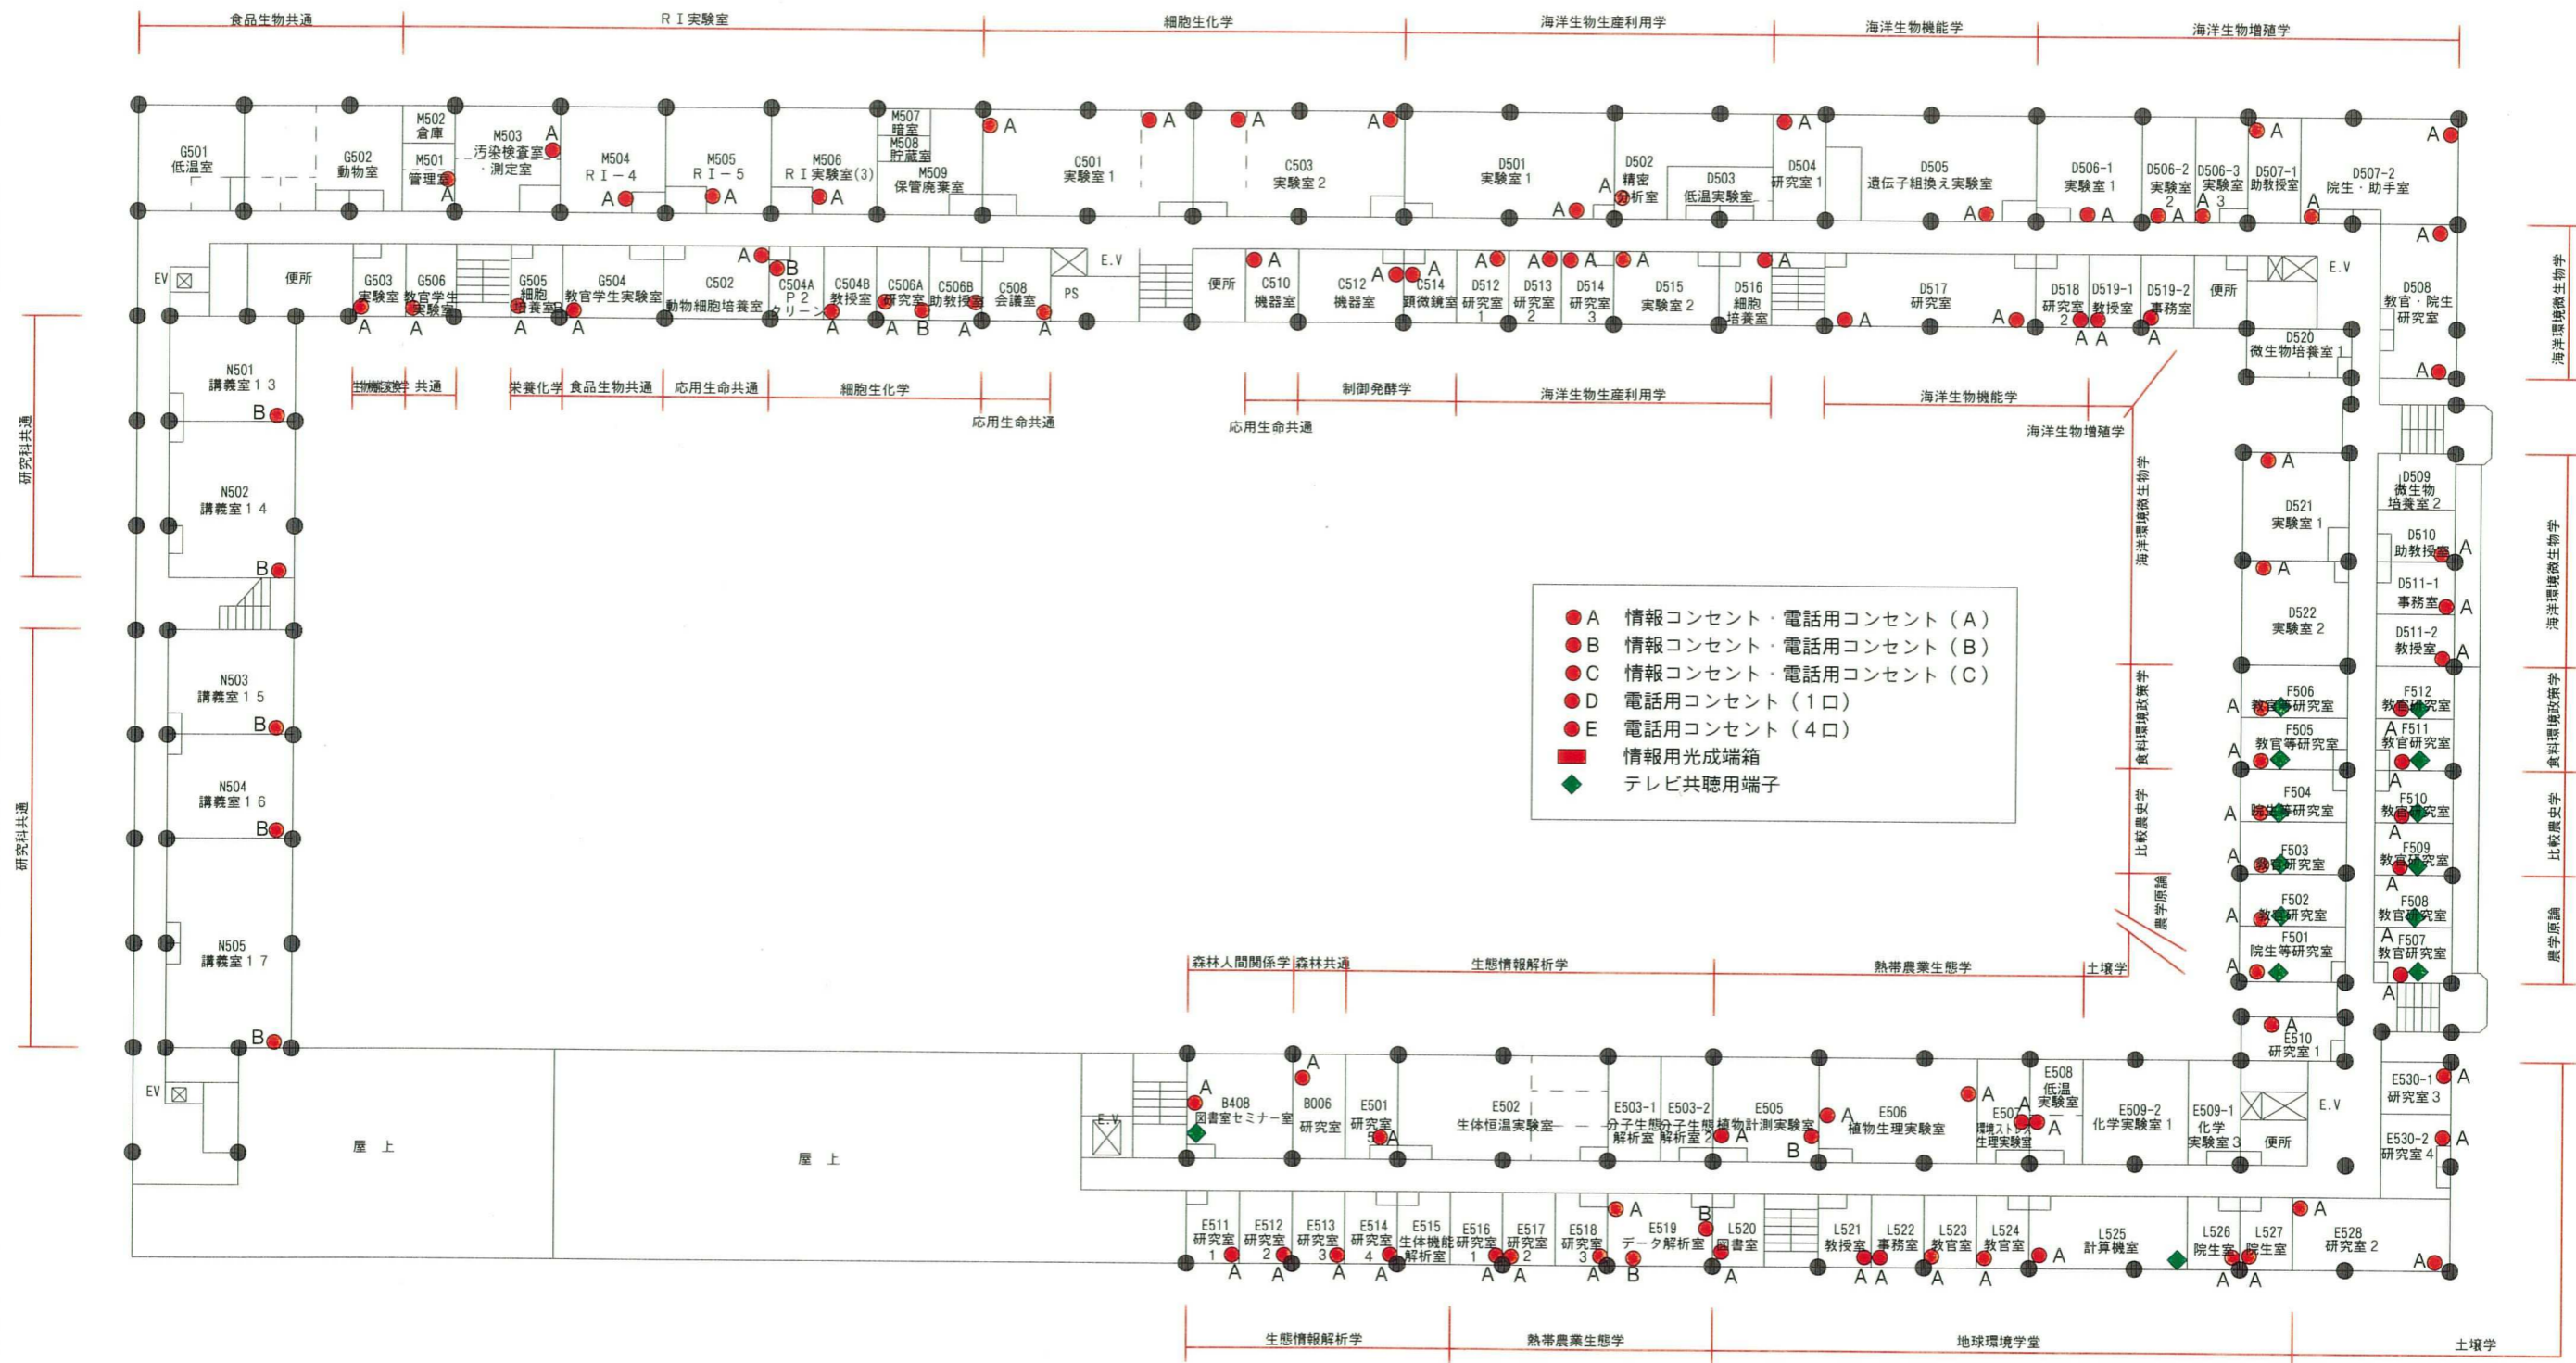 食品生物共通
ＲＩ実験室
細胞生化学
海洋生物生産利用学
海洋生物機能学
海洋生物増殖学
G501
低温室
G502
動物室
M502
倉庫
M501
管理室
A
M503
汚染検査室
・測定室
A
M504
ＲＩ－４
A
M505
ＲＩ－５
A
M506
ＲＩ実験室(3)
A
M507
暗室
M508
貯蔵室
M509
保管廃棄室
A
C501
実験室１
A
A
C503
実験室２
A
D501
実験室１
A
D502
精密
分析室
A
D503
低温実験室
D504
研究室１
A
D505
遺伝子組換え実験室
A
D506-1
実験室１
A
D506-2
実験室
２
A
D506-3
実験室
３
A
D507-1
助教授室
A
D507-2
院生・助手室
A
A
EV
便所
G503
実験室
A
G506
教官学生
実験室
A
G505
細胞
培養室
A
B
G504
教官学生実験室
A
C502
動物細胞培養室
A
B
C504A
Ｐ２
クリーン
C504B
教授室
A
C506A
研究室
A
B
C506B
助教授室
A
C508
会議室
A
PS
E.V
便所
C510
機器室
A
C512
機器室
A
C514
顕微鏡室
A
D512
研究室
１
A
D513
研究室
２
A
D514
研究室
３
A
D515
実験室２
A
D516
細胞
培養室
A
D517
研究室
A
A
D518
研究室
２
A
D519-1
教授室
A
D519-2
事務室
A
便所
E.V
D508
教官・院生
研究室
A
D520
微生物培養室１
海洋環境微生物学
共通
栄養化学
食品生物共通
応用生命共通
細胞生化学
応用生命共通
応用生命共通
制御発酵学
海洋生物生産利用学
海洋生物機能学
海洋生物増殖学
研究科共通
N501
講義室１３
B
N502
講義室１４
B
研究科共通
N503
講義室１５
B
N504
講義室１６
B
N505
講義室１７
B
海洋環境微生物学
食料環境政策学
比較農史学
農学原論
A
D521
実験室１
A
D522
実験室２
D509
微生物
培養室２
D510
助教授室
A
D511-1
事務室
A
D511-2
教授室
A
海洋環境微生物学
F506
教官等研究室
A
F512
教官研究室
A
F505
教官等研究室
A
F511
教官研究室
A
食料環境政策学
F504
院生等研究室
A
F510
教官研究室
A
F503
教官研究室
A
F509
教官研究室
A
比較農史学
F502
教官研究室
A
F508
教官研究室
A
F501
院生等研究室
A
F507
教官研究室
A
農学原論
A 情報コンセント・電話用コンセント（A）
B 情報コンセント・電話用コンセント（B）
C 情報コンセント・電話用コンセント（C）
D 電話用コンセント（１口）
E 電話用コンセント（４口）
情報用光成端箱
テレビ共聴用端子
森林人間関係学
森林共通
生態情報解析学
熱帯農業生態学
土壌学
A
E510
研究室１
EV
屋　上
屋　上
E.V
A
B408
図書室セミナー室
A
B006
研究室
E501
研究室
５
A
E502
生体恒温実験室
E503-1
分子生態
解析室
E503-2
分子生態
解析室２
A
E505
植物計測実験室
B
A
E506
植物生理実験室
A
E507
環境ストレス
生理実験室
A
E508
低温
実験室
A
E509-2
化学実験室１
E509-1
化学
実験室３
便所
E.V
E530-1
研究室３
A
E530-2
研究室４
A
E511
研究室
１
A
E512
研究室
２
A
E513
研究室
３
A
E514
研究室
４
A
E515
生体機能
解析室
E516
研究室
１
A
E517
研究室
２
A
E518
研究室
３
A
A
E519
データ解析室
B
B
L520
図書室
A
L521
教授室
A
L522
事務室
A
L523
教官室
A
L524
教官室
A
L525
計算機室
A
L526
院生室
A
L527
院生室
A
A
E528
研究室２
A
生態情報解析学
熱帯農業生態学
地球環境学堂
土壌学